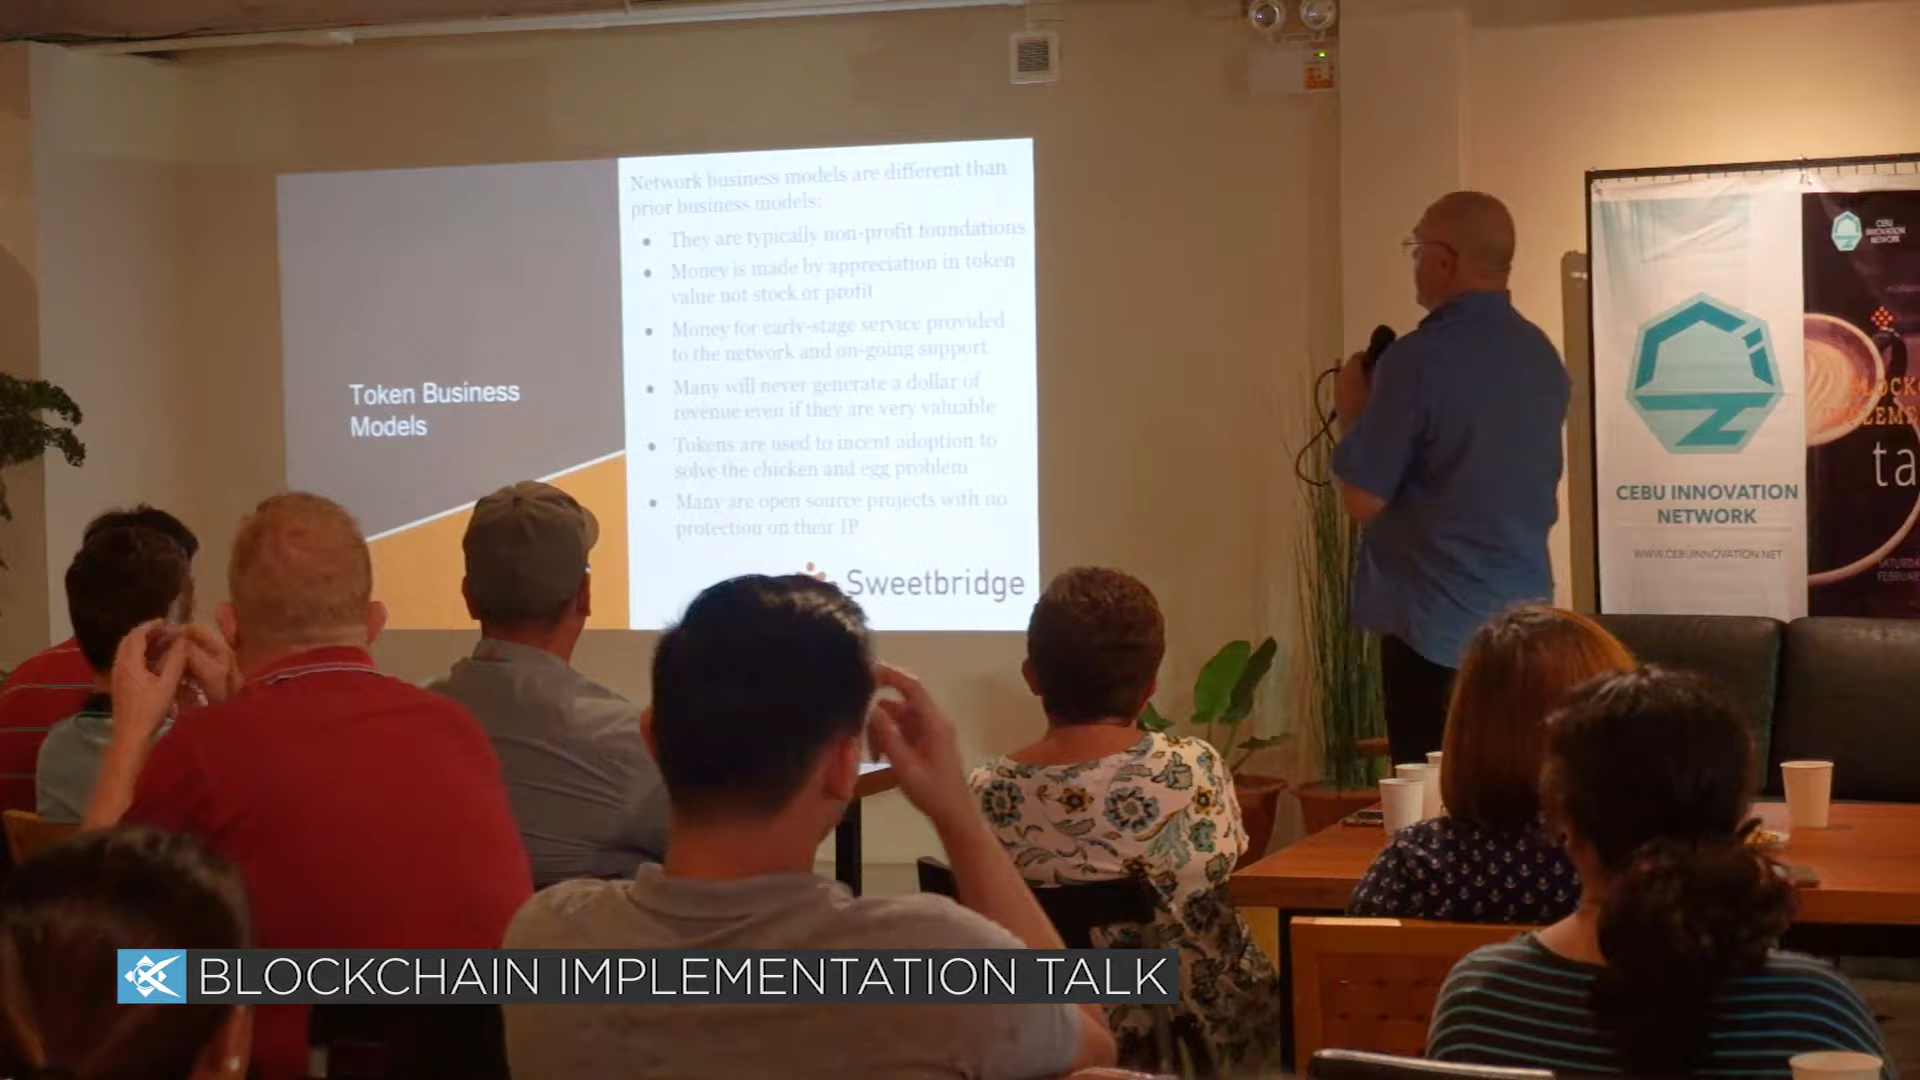 Network business models are different than
prior business models:
• They are typically non-profit foundations
• Money is made by appreciation in token
value not stock or profit
• Money for early-stage service provided
to the network and on-going support
• Many will never generate a dollar of
revenue even if they are very valuable
• Tokens are used to incent adoption to
solve the chicken and egg problem
• Many are open source projects with no
protection on their IP
Token Business
Models
Sweetbridge
CEBU INNOVATION
NETWORK
WWW.CEBUINNOVATION.NET
CEBU
INNOVATION
NETWORK
ta
BLOCKCHAIN IMPLEMENTATION TALK